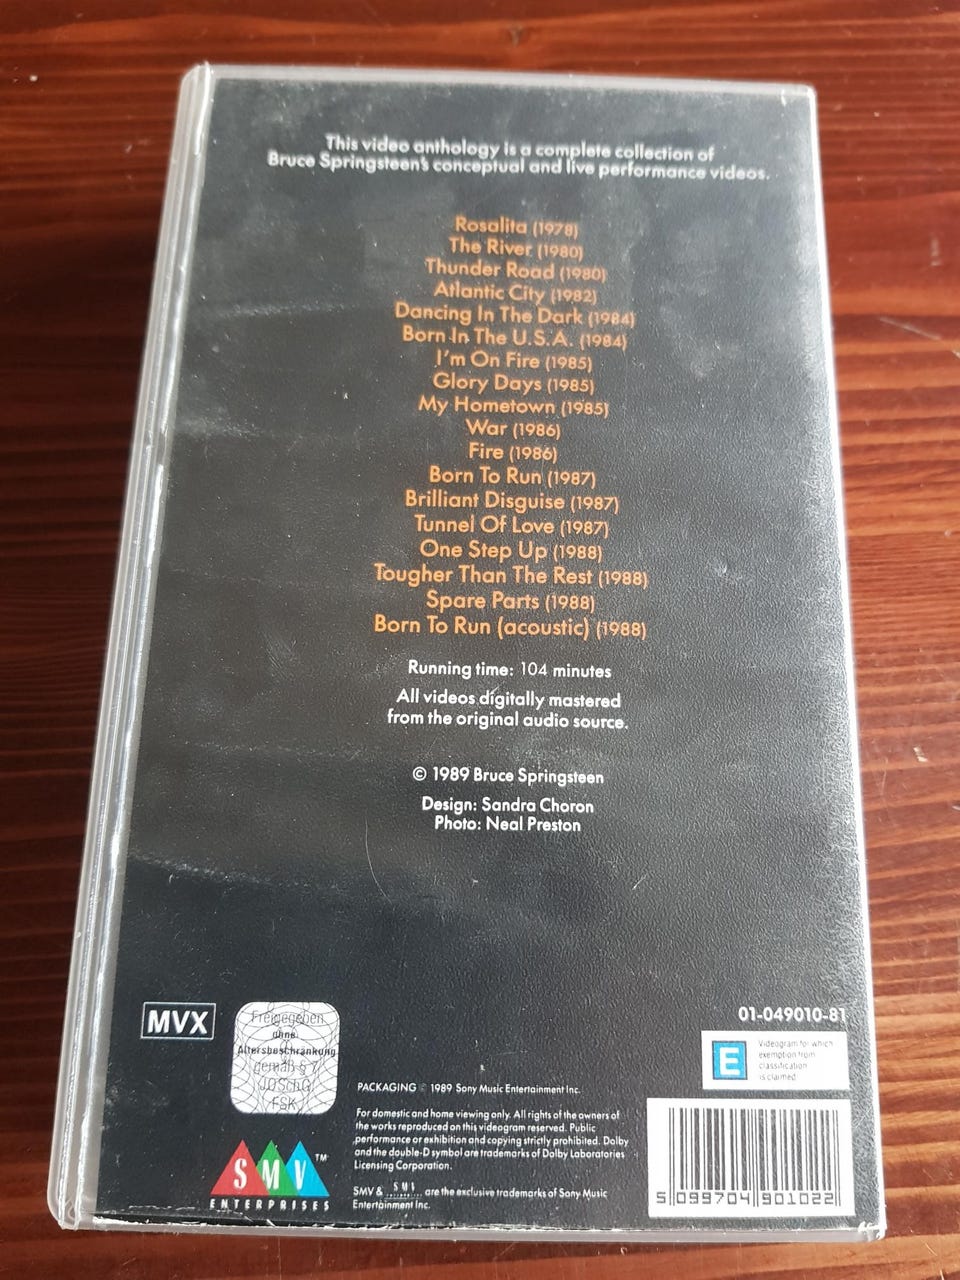 This video anthology is a complete collection of
Bruce Springsteen's conceptual and live performance videos.
Rosalita (1978)
The River (1980)
Thunder Road (1980)
Atlantic City (1982)
Dancing In The Dark (1984)
Born In The U.S.A. (1984)
I'm On Fire (1985)
Glory Days (1985)
My Hometown (1985)
War (1986)
Fire (1986)
Born To Run (1987)
Brilliant Disguise (1987)
Tunnel Of Love (1987)
One Step Up (1988)
Tougher Than The Rest (1988)
Spare Parts (1988)
Born To Run (acoustic) (1988)
Running time: 104 minutes
All videos digitally mastered
from the original audio source.
© 1989 Bruce Springsteen
Design: Sandra Choron
Photo: Neal Preston
MVX
Freigegeben
ohne
Altersbeschränkung
gemäß § 7
JÖSchG
FSK
01-049010-81
E
Videogram for which
exemption from
classification
is claimed
PACKAGING © 1989 Sony Music Entertainment Inc.
For domestic and home viewing only. All rights of the owners of
the works reproduced on this videogram reserved. Public
performance or exhibition and copying strictly prohibited. Dolby
and the double-D symbol are trademarks of Dolby Laboratories
Licensing Corporation.
SMV & SMV are the exclusive trademarks of Sony Music
Entertainment Inc.
SMV™
ENTERPRISES
5 099704 901022